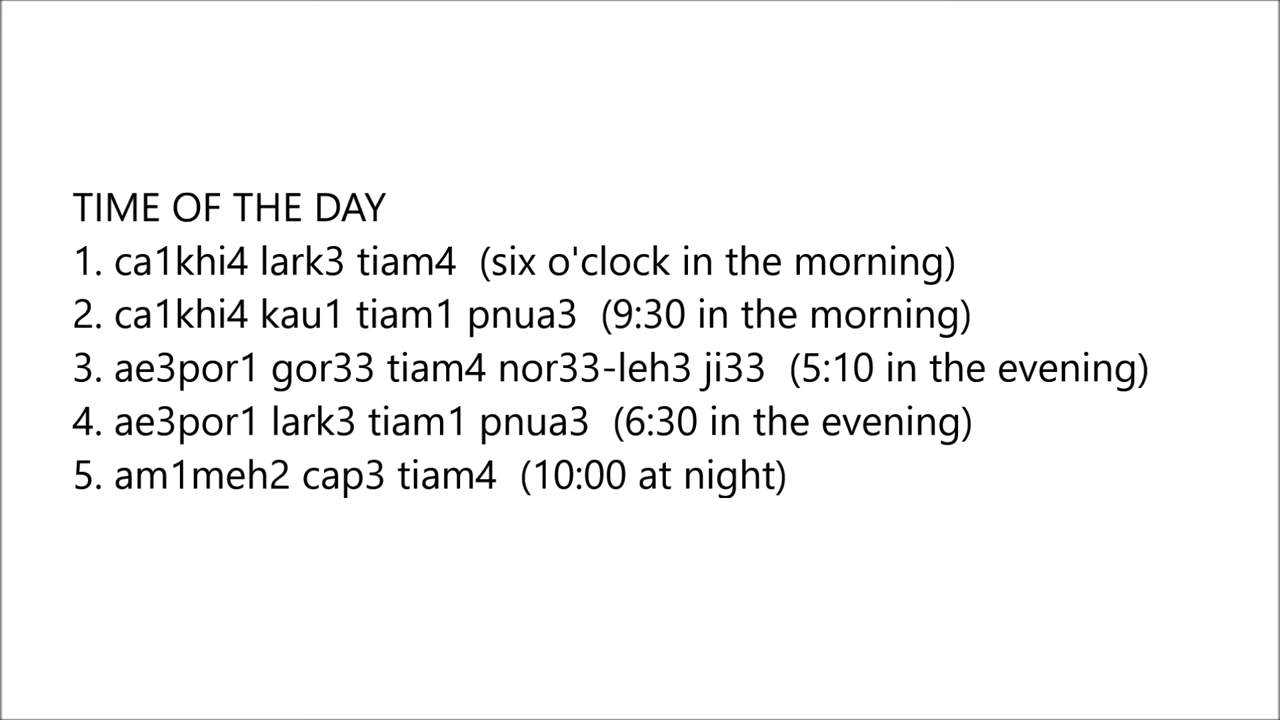 TIME OF THE DAY
1. ca1khi4 lark3 tiam4  (six o'clock in the morning)
2. ca1khi4 kau1 tiam1 pnua3  (9:30 in the morning)
3. ae3por1 gor33 tiam4 nor33-leh3 ji33  (5:10 in the evening)
4. ae3por1 lark3 tiam1 pnua3  (6:30 in the evening)
5. am1meh2 cap3 tiam4  (10:00 at night)